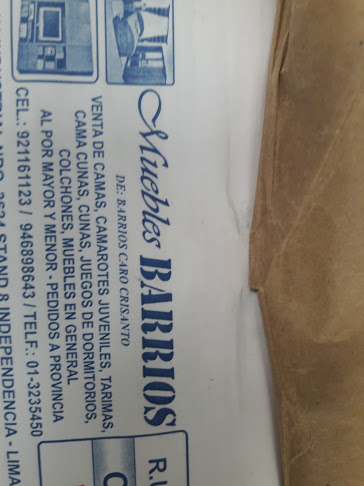 Muebles BARRIOS
DE: BARRIOS CARO CRISANTO
VENTA DE CAMAS, CAMAROTES JUVENILES, TARIMAS,
CAMA CUNAS, CUNAS, JUEGOS DE DORMITORIOS,
COLCHONES, MUEBLES EN GENERAL
AL POR MAYOR Y MENOR - PEDIDOS A PROVINCIA
CEL.: 921161123 / 946898643 / TELF.: 01-3235450
NRO. 3621 STAND 8 INDEPENDENCIA - LIMA
R.U
C